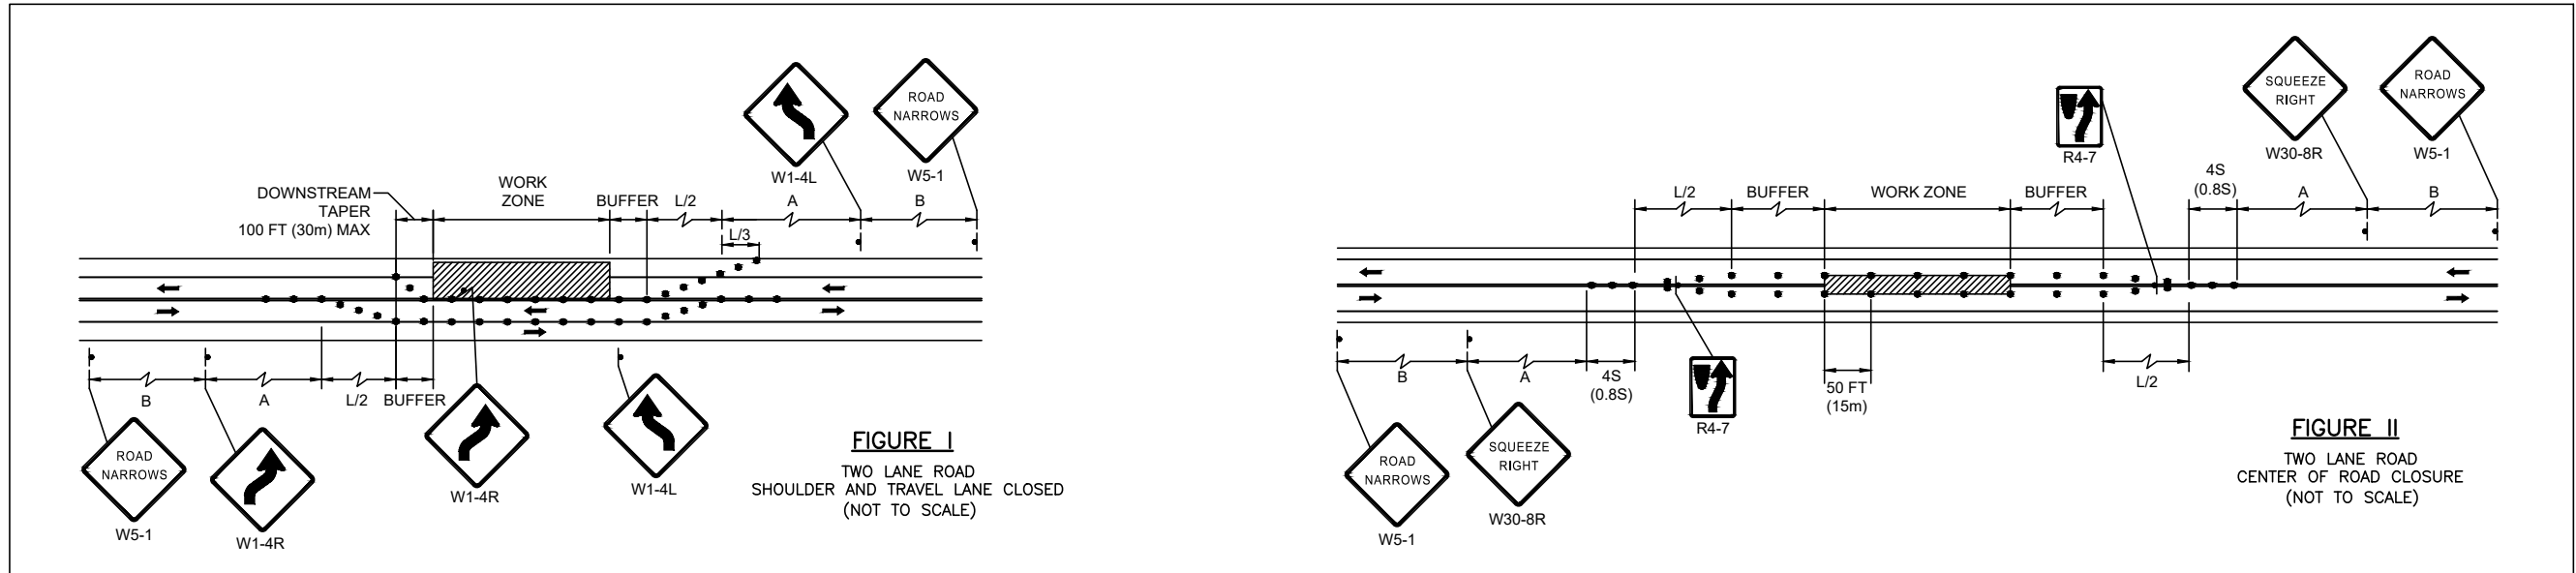 ROAD
NARROWS
W5-1
W1-4L
DOWNSTREAM
TAPER
100 FT (30m) MAX
WORK
ZONE
BUFFER
L/2
A
B
L/3
B
A
L/2
BUFFER
ROAD
NARROWS
W5-1
W1-4R
W1-4R
W1-4L
FIGURE I
TWO LANE ROAD
SHOULDER AND TRAVEL LANE CLOSED
(NOT TO SCALE)
SQUEEZE
RIGHT
W30-8R
ROAD
NARROWS
W5-1
R4-7
L/2
BUFFER
WORK ZONE
BUFFER
4S
(0.8S)
A
B
B
A
4S
(0.8S)
50 FT
(15m)
L/2
R4-7
ROAD
NARROWS
W5-1
SQUEEZE
RIGHT
W30-8R
FIGURE II
TWO LANE ROAD
CENTER OF ROAD CLOSURE
(NOT TO SCALE)